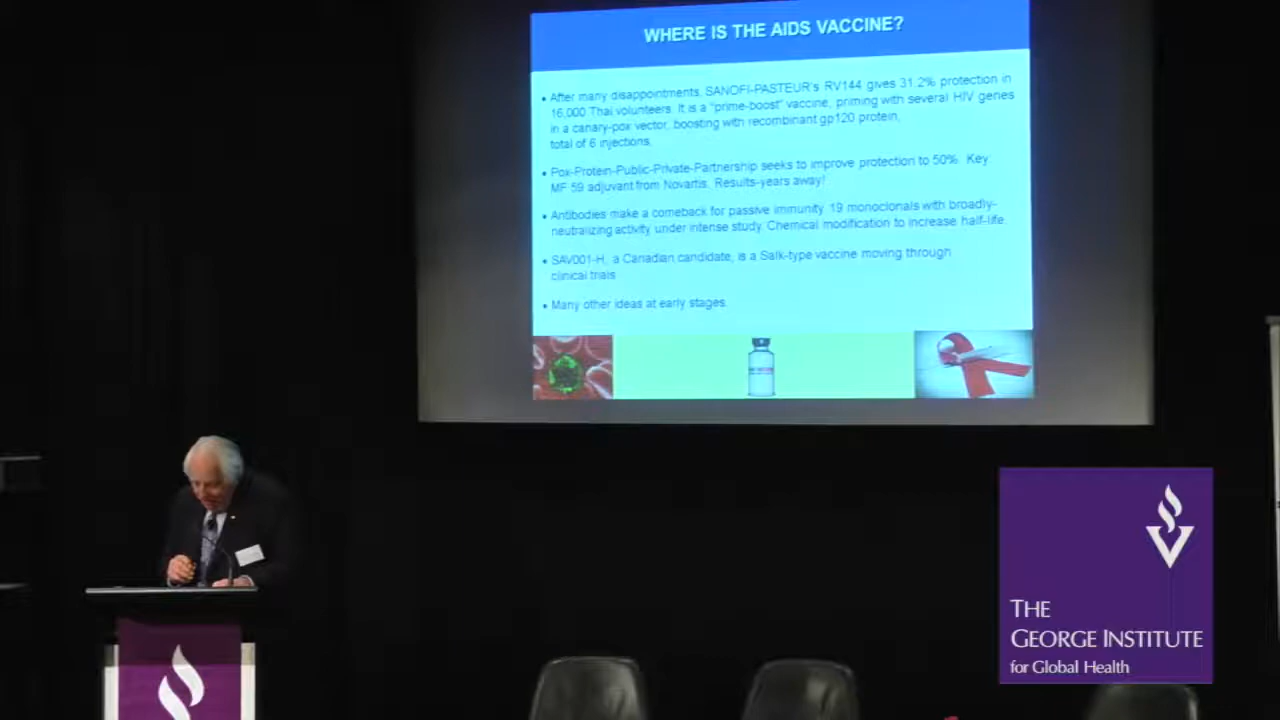 WHERE IS THE AIDS VACCINE?
• After many disappointments, SANOFI-PASTEUR's RV144 gives 31.2% protection in
16,000 Thai volunteers. It is a "prime-boost" vaccine, priming with several HIV genes
in a canary-pox vector, boosting with recombinant gp120 protein,
total of 6 injections.
• Pox-Protein-Public-Private-Partnership seeks to improve protection to 50%. Key
MF 59 adjuvant from Novartis. Results-years away!
• Antibodies make a comeback for passive immunity. 19 monoclonals with broadly-
neutralizing activity under intense study. Chemical modification to increase half-life.
• SAV001-H, a Canadian candidate, is a Salk-type vaccine moving through
clinical trials
• Many other ideas at early stages.
THE
GEORGE INSTITUTE
for Global Health